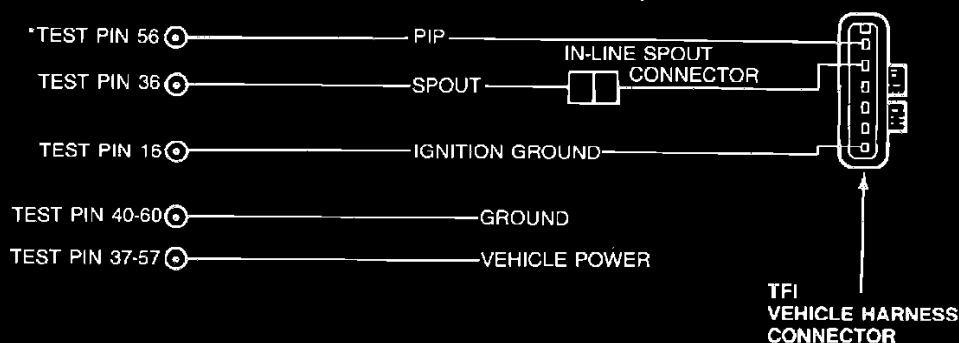 *TEST PIN 56 PIP
IN-LINE SPOUT
CONNECTOR
TEST PIN 36 SPOUT
TEST PIN 16 IGNITION GROUND
TEST PIN 40-60 GROUND
TEST PIN 37-57 VEHICLE POWER
TFI
VEHICLE HARNESS
CONNECTOR